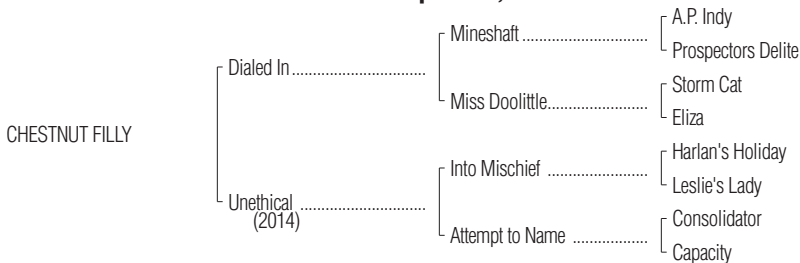 A.P. Indy
Mineshaft
Prospectors Delite
Dialed In
Storm Cat
Miss Doolittle
Eliza
CHESTNUT FILLY
Harlan's Holiday
Into Mischief
Leslie's Lady
Unethical
(2014)
Consolidator
Attempt to Name
Capacity